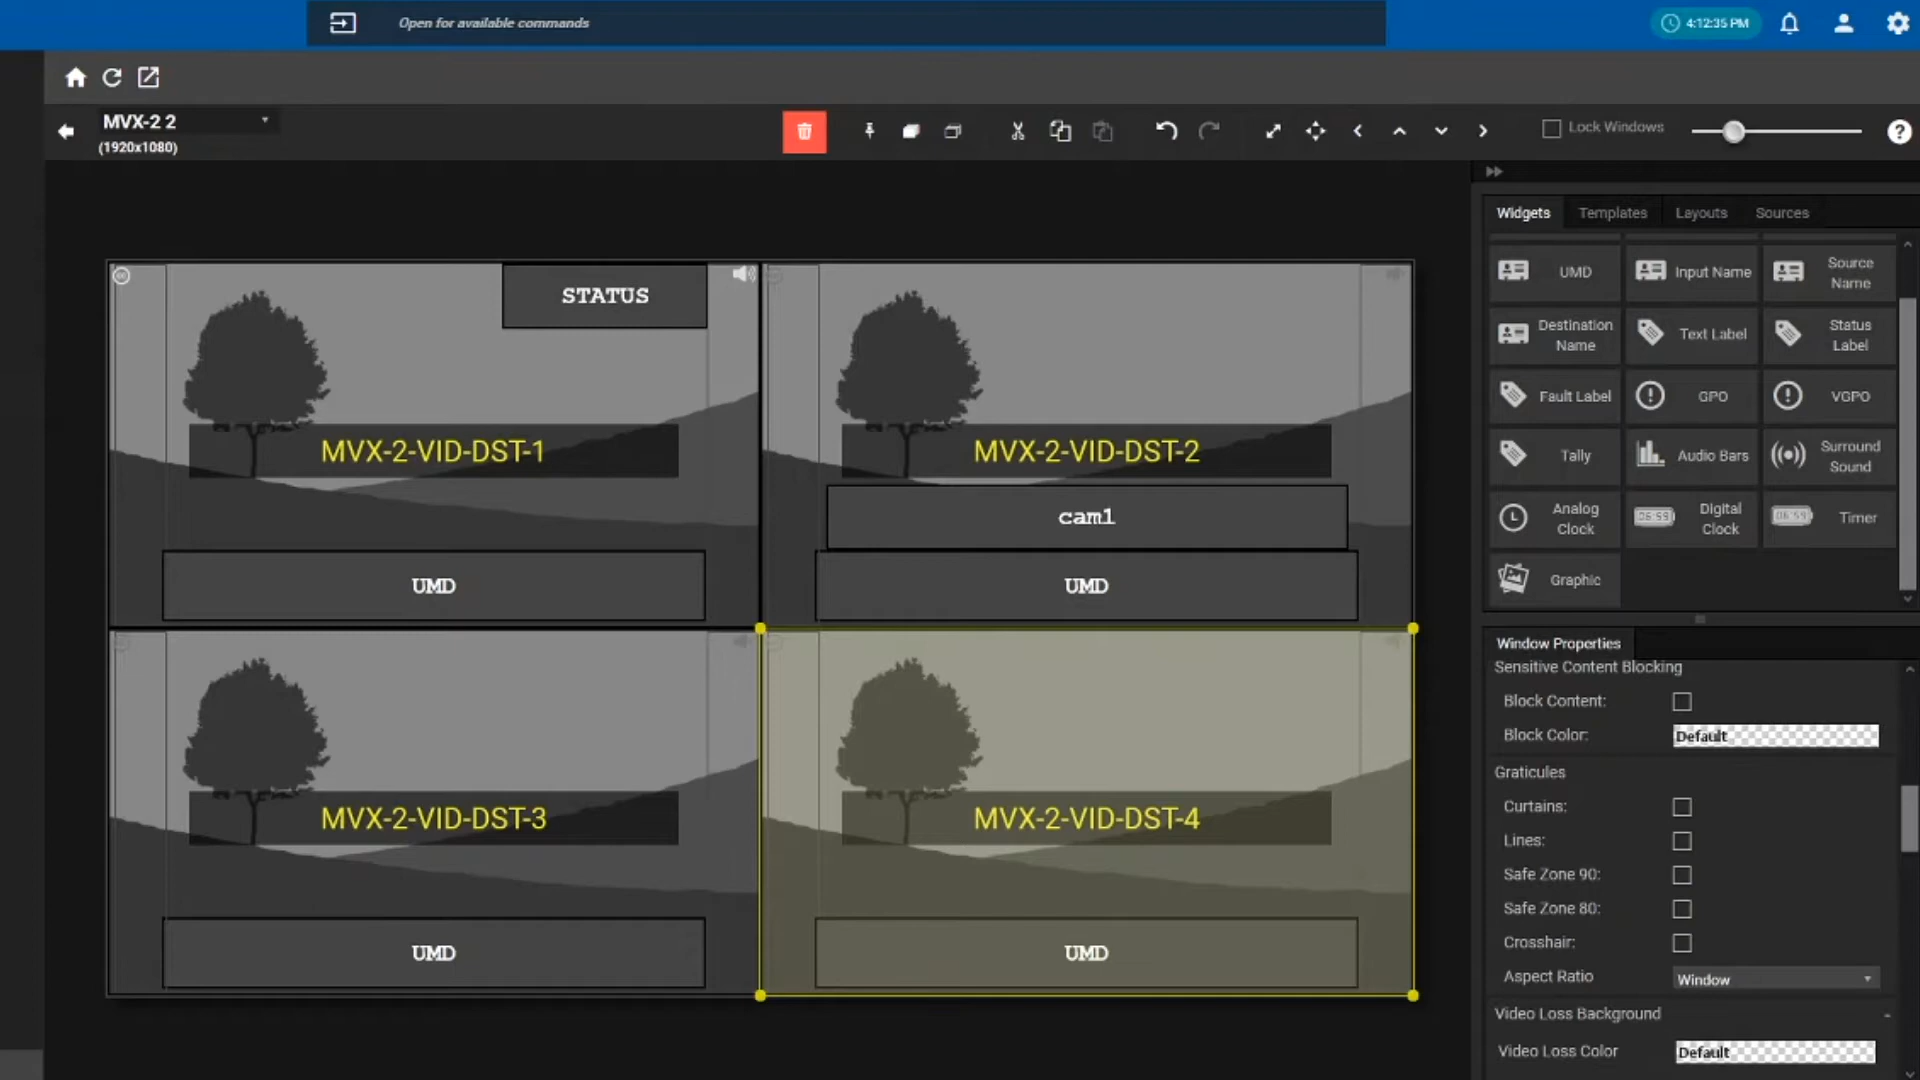 Open for available commands
4:12:35 PM
MVX-2 2
(1920x1080)
Lock Windows
?
Widgets Templates Layouts Sources
UMD
Input Name
Source Name
Destination Name
Text Label
Status Label
Fault Label
GPO
VGPO
Tally
Audio Bars
Surround Sound
Analog Clock
06:59
Digital Clock
06:59
Timer
Graphic
STATUS
MVX-2-VID-DST-1
UMD
MVX-2-VID-DST-2
cam1
UMD
MVX-2-VID-DST-3
UMD
MVX-2-VID-DST-4
UMD
Window Properties
Sensitive Content Blocking
Block Content:
Block Color: Default
Graticules
Curtains:
Lines:
Safe Zone 90:
Safe Zone 80:
Crosshair:
Aspect Ratio Window
Video Loss Background
Video Loss Color Default